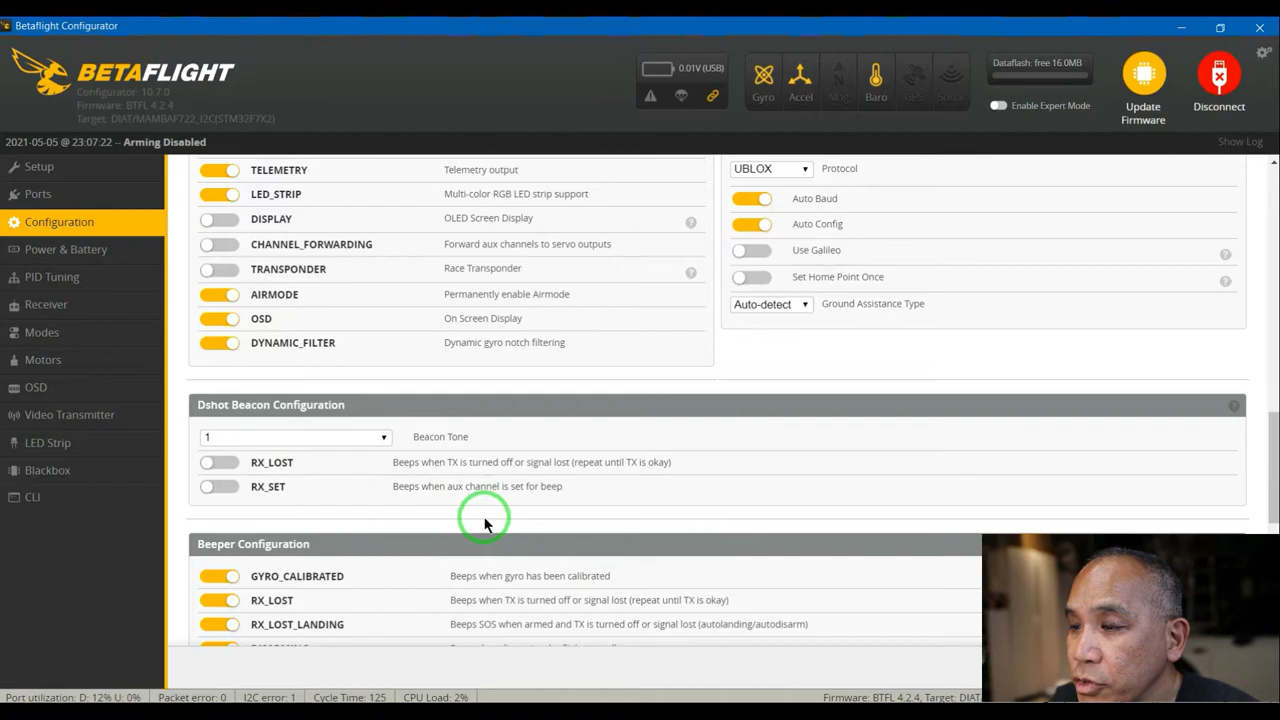 Betaflight Configurator
BETAFLIGHT
Configurator: 10.7.0
Firmware: BTFL 4.2.4
Target: DIAT/MAMBAF722_I2C(STM32F7X2)
0.01V (USB)
Gyro
Accel
Mag
Baro
GPS
Sonar
Dataflash: free 16.0MB
Enable Expert Mode
Update
Firmware
Disconnect
2021-05-05 @ 23:07:22 -- Arming Disabled
Show Log
Setup
Ports
Configuration
Power & Battery
PID Tuning
Receiver
Modes
Motors
OSD
Video Transmitter
LED Strip
Blackbox
CLI
TELEMETRY Telemetry output
LED_STRIP Multi-color RGB LED strip support
DISPLAY OLED Screen Display ?
CHANNEL_FORWARDING Forward aux channels to servo outputs
TRANSPONDER Race Transponder ?
AIRMODE Permanently enable Airmode
OSD On Screen Display
DYNAMIC_FILTER Dynamic gyro notch filtering
UBLOX Protocol
Auto Baud
Auto Config
Use Galileo ?
Set Home Point Once ?
Auto-detect Ground Assistance Type
Dshot Beacon Configuration ?
1 Beacon Tone
RX_LOST Beeps when TX is turned off or signal lost (repeat until TX is okay)
RX_SET Beeps when aux channel is set for beep
Beeper Configuration
GYRO_CALIBRATED Beeps when gyro has been calibrated
RX_LOST Beeps when TX is turned off or signal lost (repeat until TX is okay)
RX_LOST_LANDING Beeps SOS when armed and TX is turned off or signal lost (autolanding/autodisarm)
Port utilization: D: 12% U: 0% Packet error: 0 I2C error: 1 Cycle Time: 125 CPU Load: 2% Firmware: BTFL 4.2.4, Target: DIAT